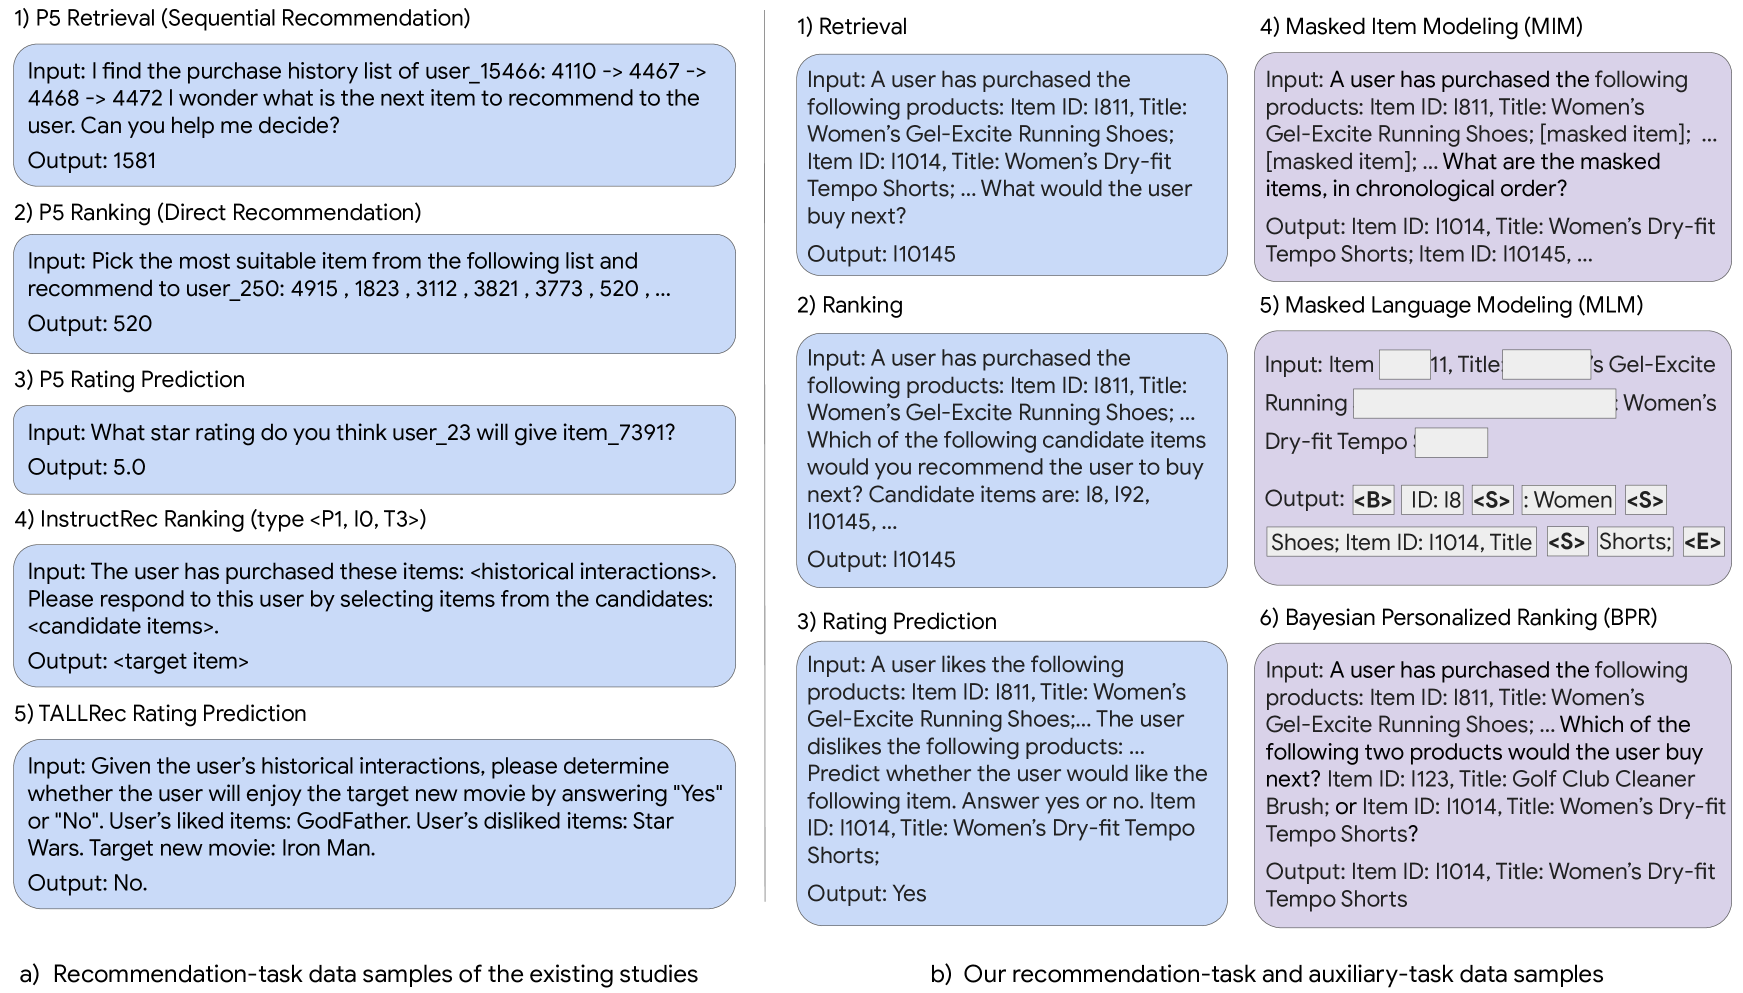 1) P5 Retrieval (Sequential Recommendation)
Input: I find the purchase history list of user_15466: 4110 -> 4467 ->
4468 -> 4472 I wonder what is the next item to recommend to the
user. Can you help me decide?
Output: 1581
2) P5 Ranking (Direct Recommendation)
Input: Pick the most suitable item from the following list and
recommend to user_250: 4915 , 1823 , 3112 , 3821 , 3773 , 520 , ...
Output: 520
3) P5 Rating Prediction
Input: What star rating do you think user_23 will give item_7391?
Output: 5.0
4) InstructRec Ranking (type <P1, I0, T3>)
Input: The user has purchased these items: <historical interactions>.
Please respond to this user by selecting items from the candidates:
<candidate items>.
Output: <target item>
5) TALLRec Rating Prediction
Input: Given the user's historical interactions, please determine
whether the user will enjoy the target new movie by answering "Yes"
or "No". User's liked items: GodFather. User's disliked items: Star
Wars. Target new movie: Iron Man.
Output: No.
a) Recommendation-task data samples of the existing studies
1) Retrieval
Input: A user has purchased the
following products: Item ID: I811, Title:
Women's Gel-Excite Running Shoes;
Item ID: I1014, Title: Women's Dry-fit
Tempo Shorts; ... What would the user
buy next?
Output: I10145
2) Ranking
Input: A user has purchased the
following products: Item ID: I811, Title:
Women's Gel-Excite Running Shoes; ...
Which of the following candidate items
would you recommend the user to buy
next? Candidate items are: I8, I92,
I10145, ...
Output: I10145
3) Rating Prediction
Input: A user likes the following
products: Item ID: I811, Title: Women's
Gel-Excite Running Shoes;... The user
dislikes the following products: ...
Predict whether the user would like the
following item. Answer yes or no. Item
ID: I1014, Title: Women's Dry-fit Tempo
Shorts;
Output: Yes
4) Masked Item Modeling (MIM)
Input: A user has purchased the following
products: Item ID: I811, Title: Women's
Gel-Excite Running Shoes; [masked item]; ...
[masked item]; ... What are the masked
items, in chronological order?
Output: Item ID: I1014, Title: Women's Dry-fit
Tempo Shorts; Item ID: I10145, ...
5) Masked Language Modeling (MLM)
Input: Item 11, Title: 's Gel-Excite
Running : Women's
Dry-fit Tempo
Output: <B> ID: I8 <S> : Women <S>
Shoes; Item ID: I1014, Title <S> Shorts; <E>
6) Bayesian Personalized Ranking (BPR)
Input: A user has purchased the following
products: Item ID: I811, Title: Women's
Gel-Excite Running Shoes; ... Which of the
following two products would the user buy
next? Item ID: I123, Title: Golf Club Cleaner
Brush; or Item ID: I1014, Title: Women's Dry-fit
Tempo Shorts?
Output: Item ID: I1014, Title: Women's Dry-fit
Tempo Shorts
b) Our recommendation-task and auxiliary-task data samples